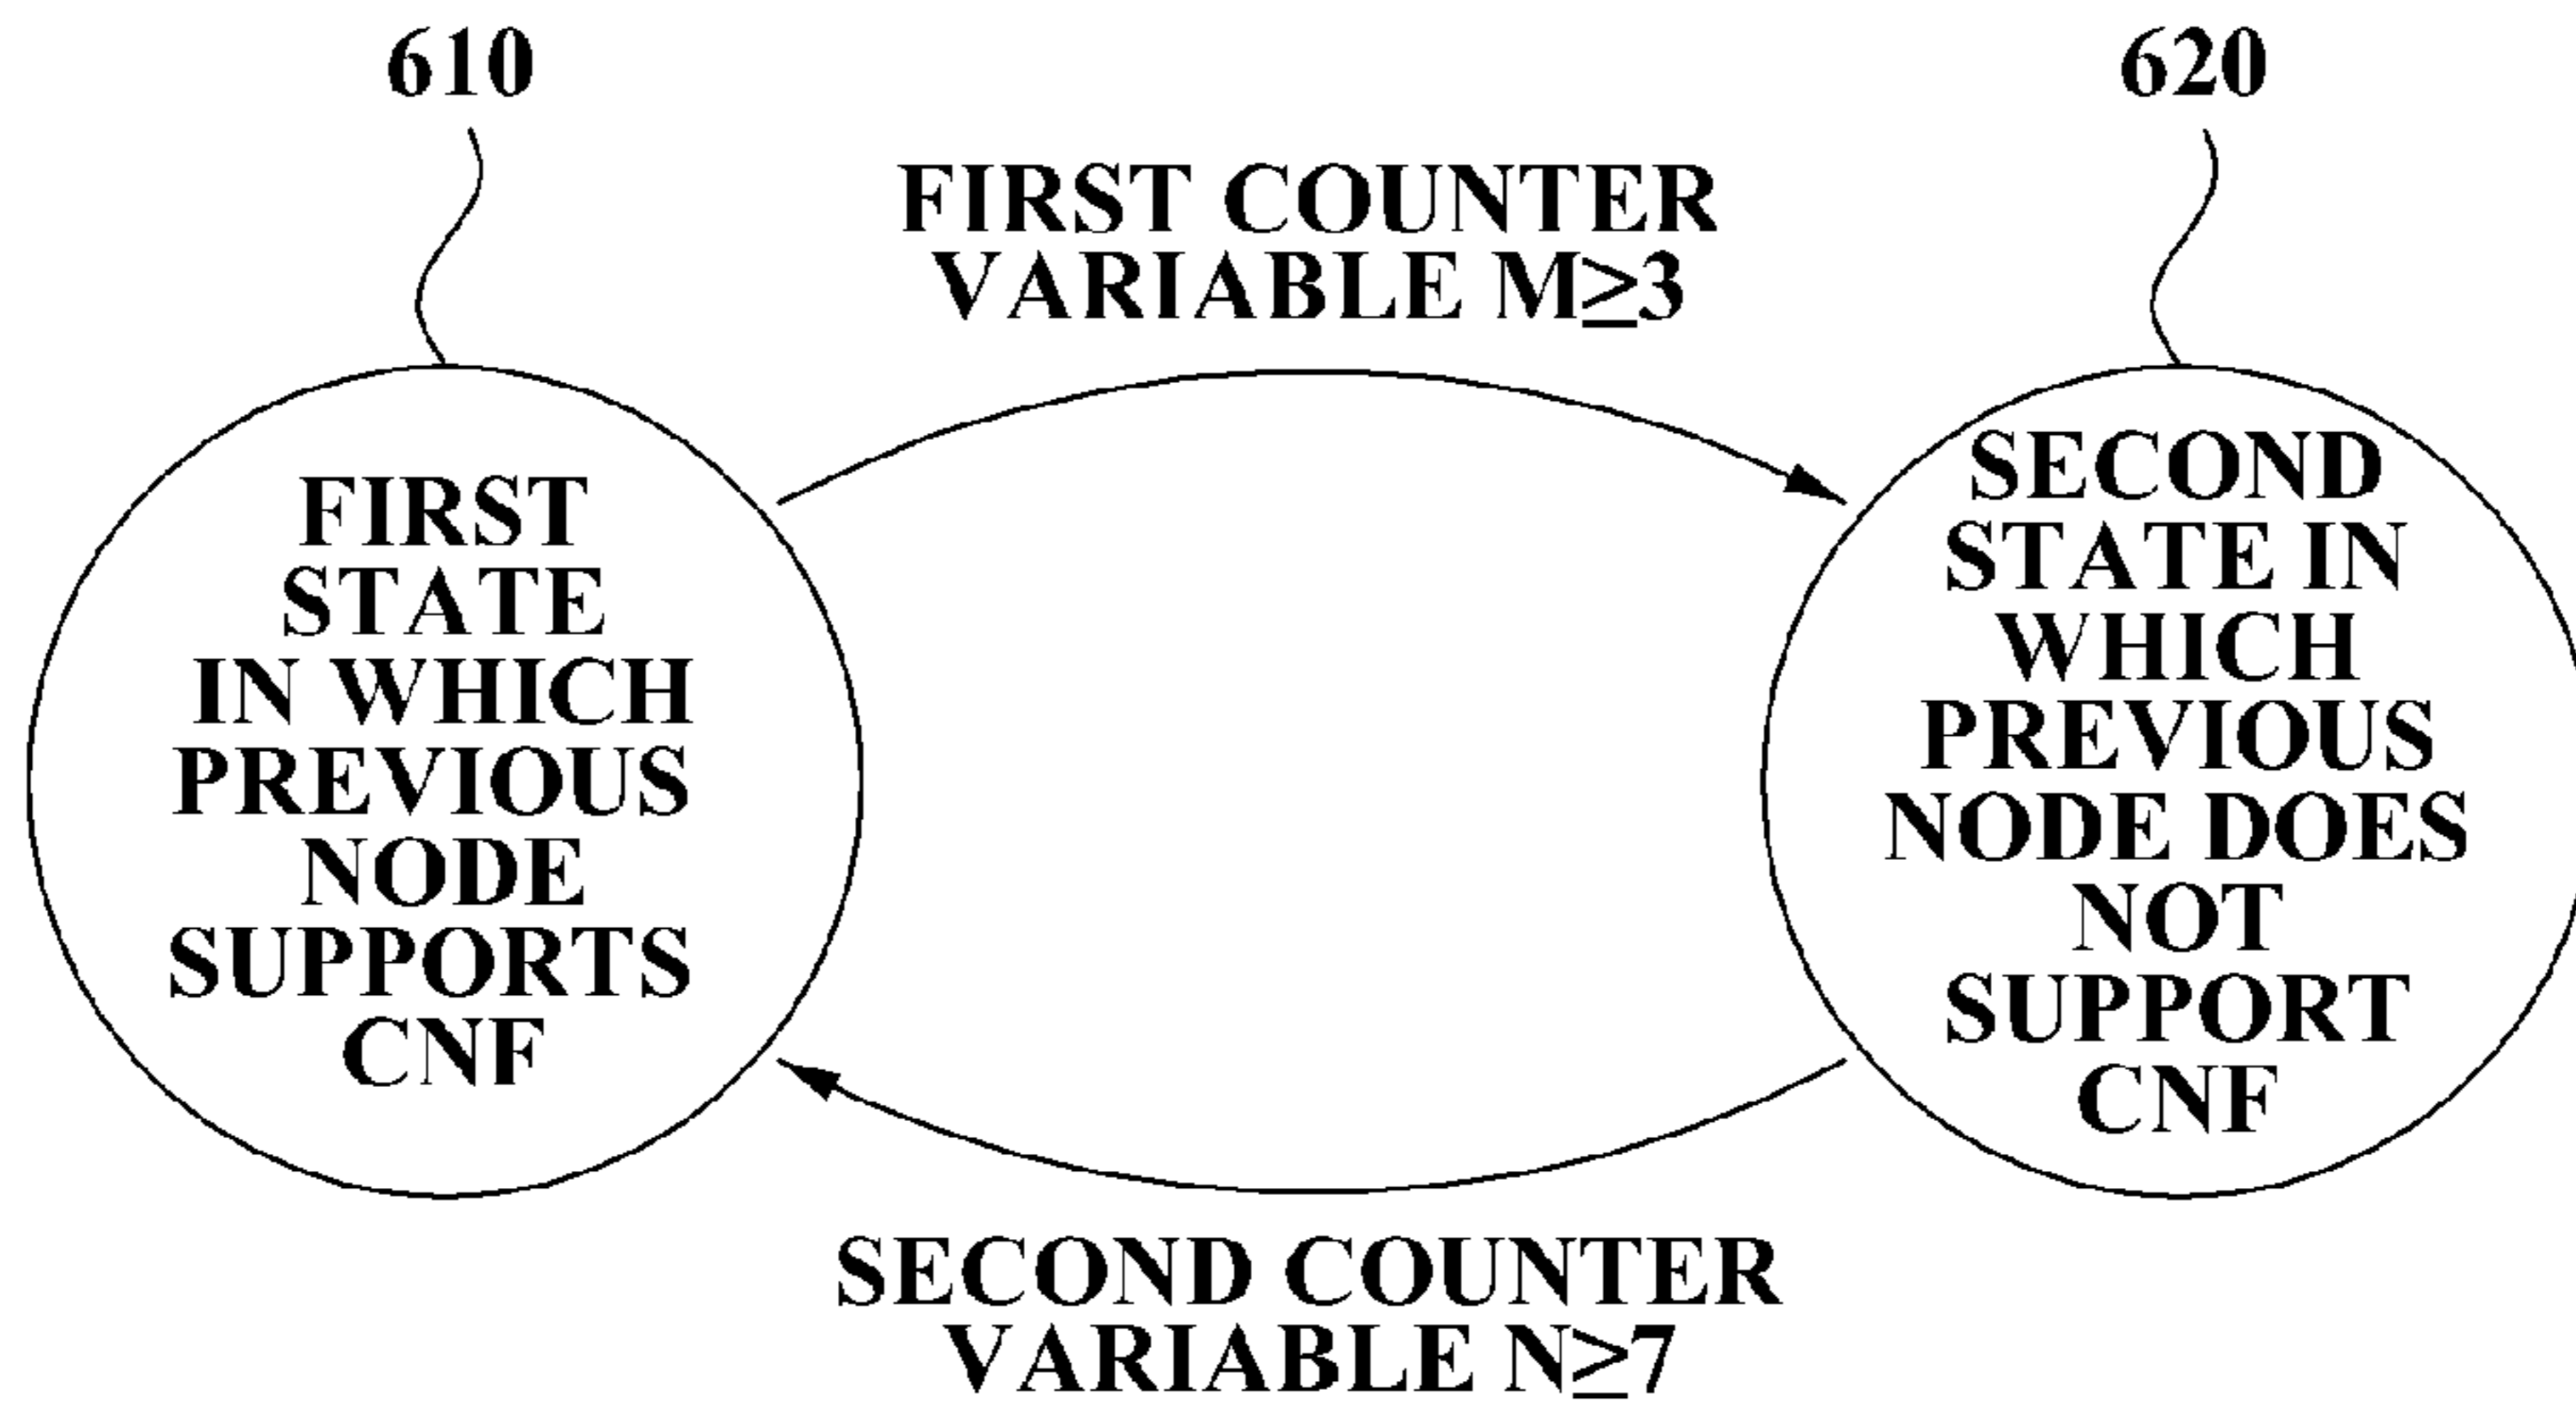 610
620
FIRST COUNTER
VARIABLE M≥3
FIRST
STATE
IN WHICH
PREVIOUS
NODE
SUPPORTS
CNF
SECOND
STATE IN
WHICH
PREVIOUS
NODE DOES
NOT
SUPPORT
CNF
SECOND COUNTER
VARIABLE N≥7